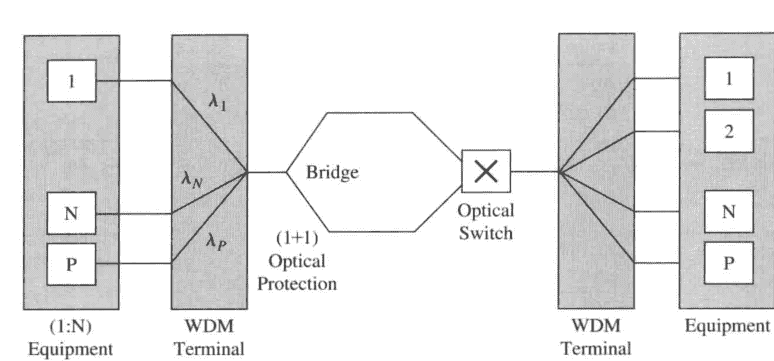 1
N
P
λ1
λN
λP
Bridge
(1+1)
Optical
Protection
Optical
Switch
1
2
N
P
(1:N)
Equipment
WDM
Terminal
WDM
Terminal
Equipment